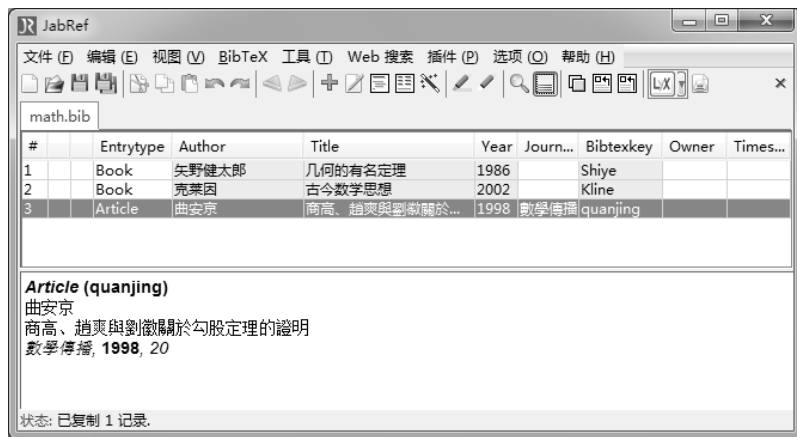 JabRef
文件 (F) 编辑 (E) 视图 (V) BibTeX 工具 (T) Web 搜索 插件 (P) 选项 (O) 帮助 (H)
math.bib
# Entrytype Author Title Year Journ... Bibtexkey Owner Times...
1 Book 矢野健太郎 几何的有名定理 1986 Shiye
2 Book 克莱因 古今数学思想 2002 Kline
3 Article 曲安京 商高、趙爽與劉徽關於... 1998 數學傳播 quanjing
Article (quanjing)
曲安京
商高、趙爽與劉徽關於勾股定理的證明
數學傳播, 1998, 20
状态: 已复制 1 记录.